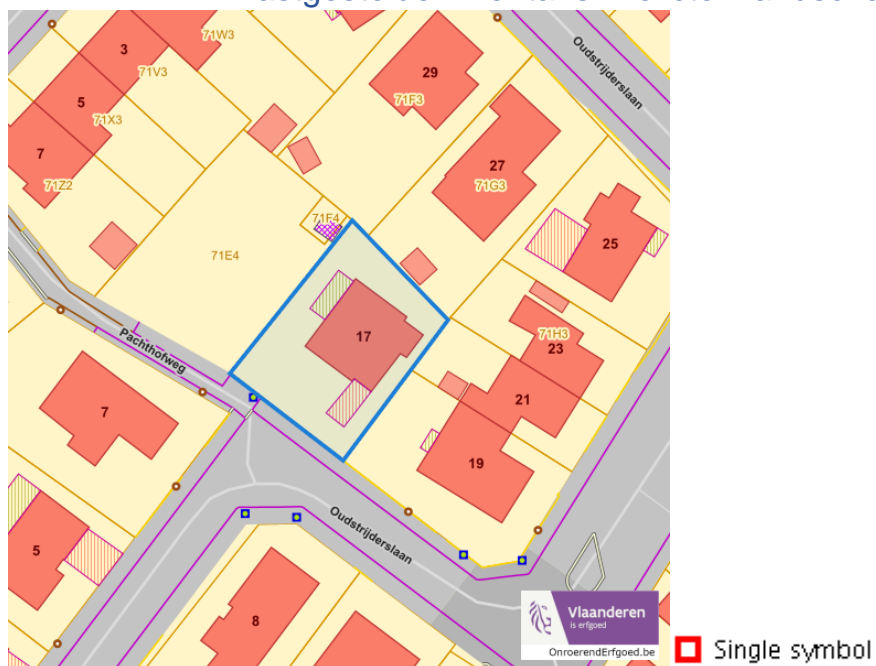 71W3
3
71V3
29
Oudstrijderslaan
5
71X3
71F3
7
27
71Z2
71G3
71F4
25
71E4
17
71H3
23
Pachthofweg
21
7
19
Oudstrijderslaan
5
8
Vlaanderen
is erfgoed
OnroerendErfgoed.be
Single symbol